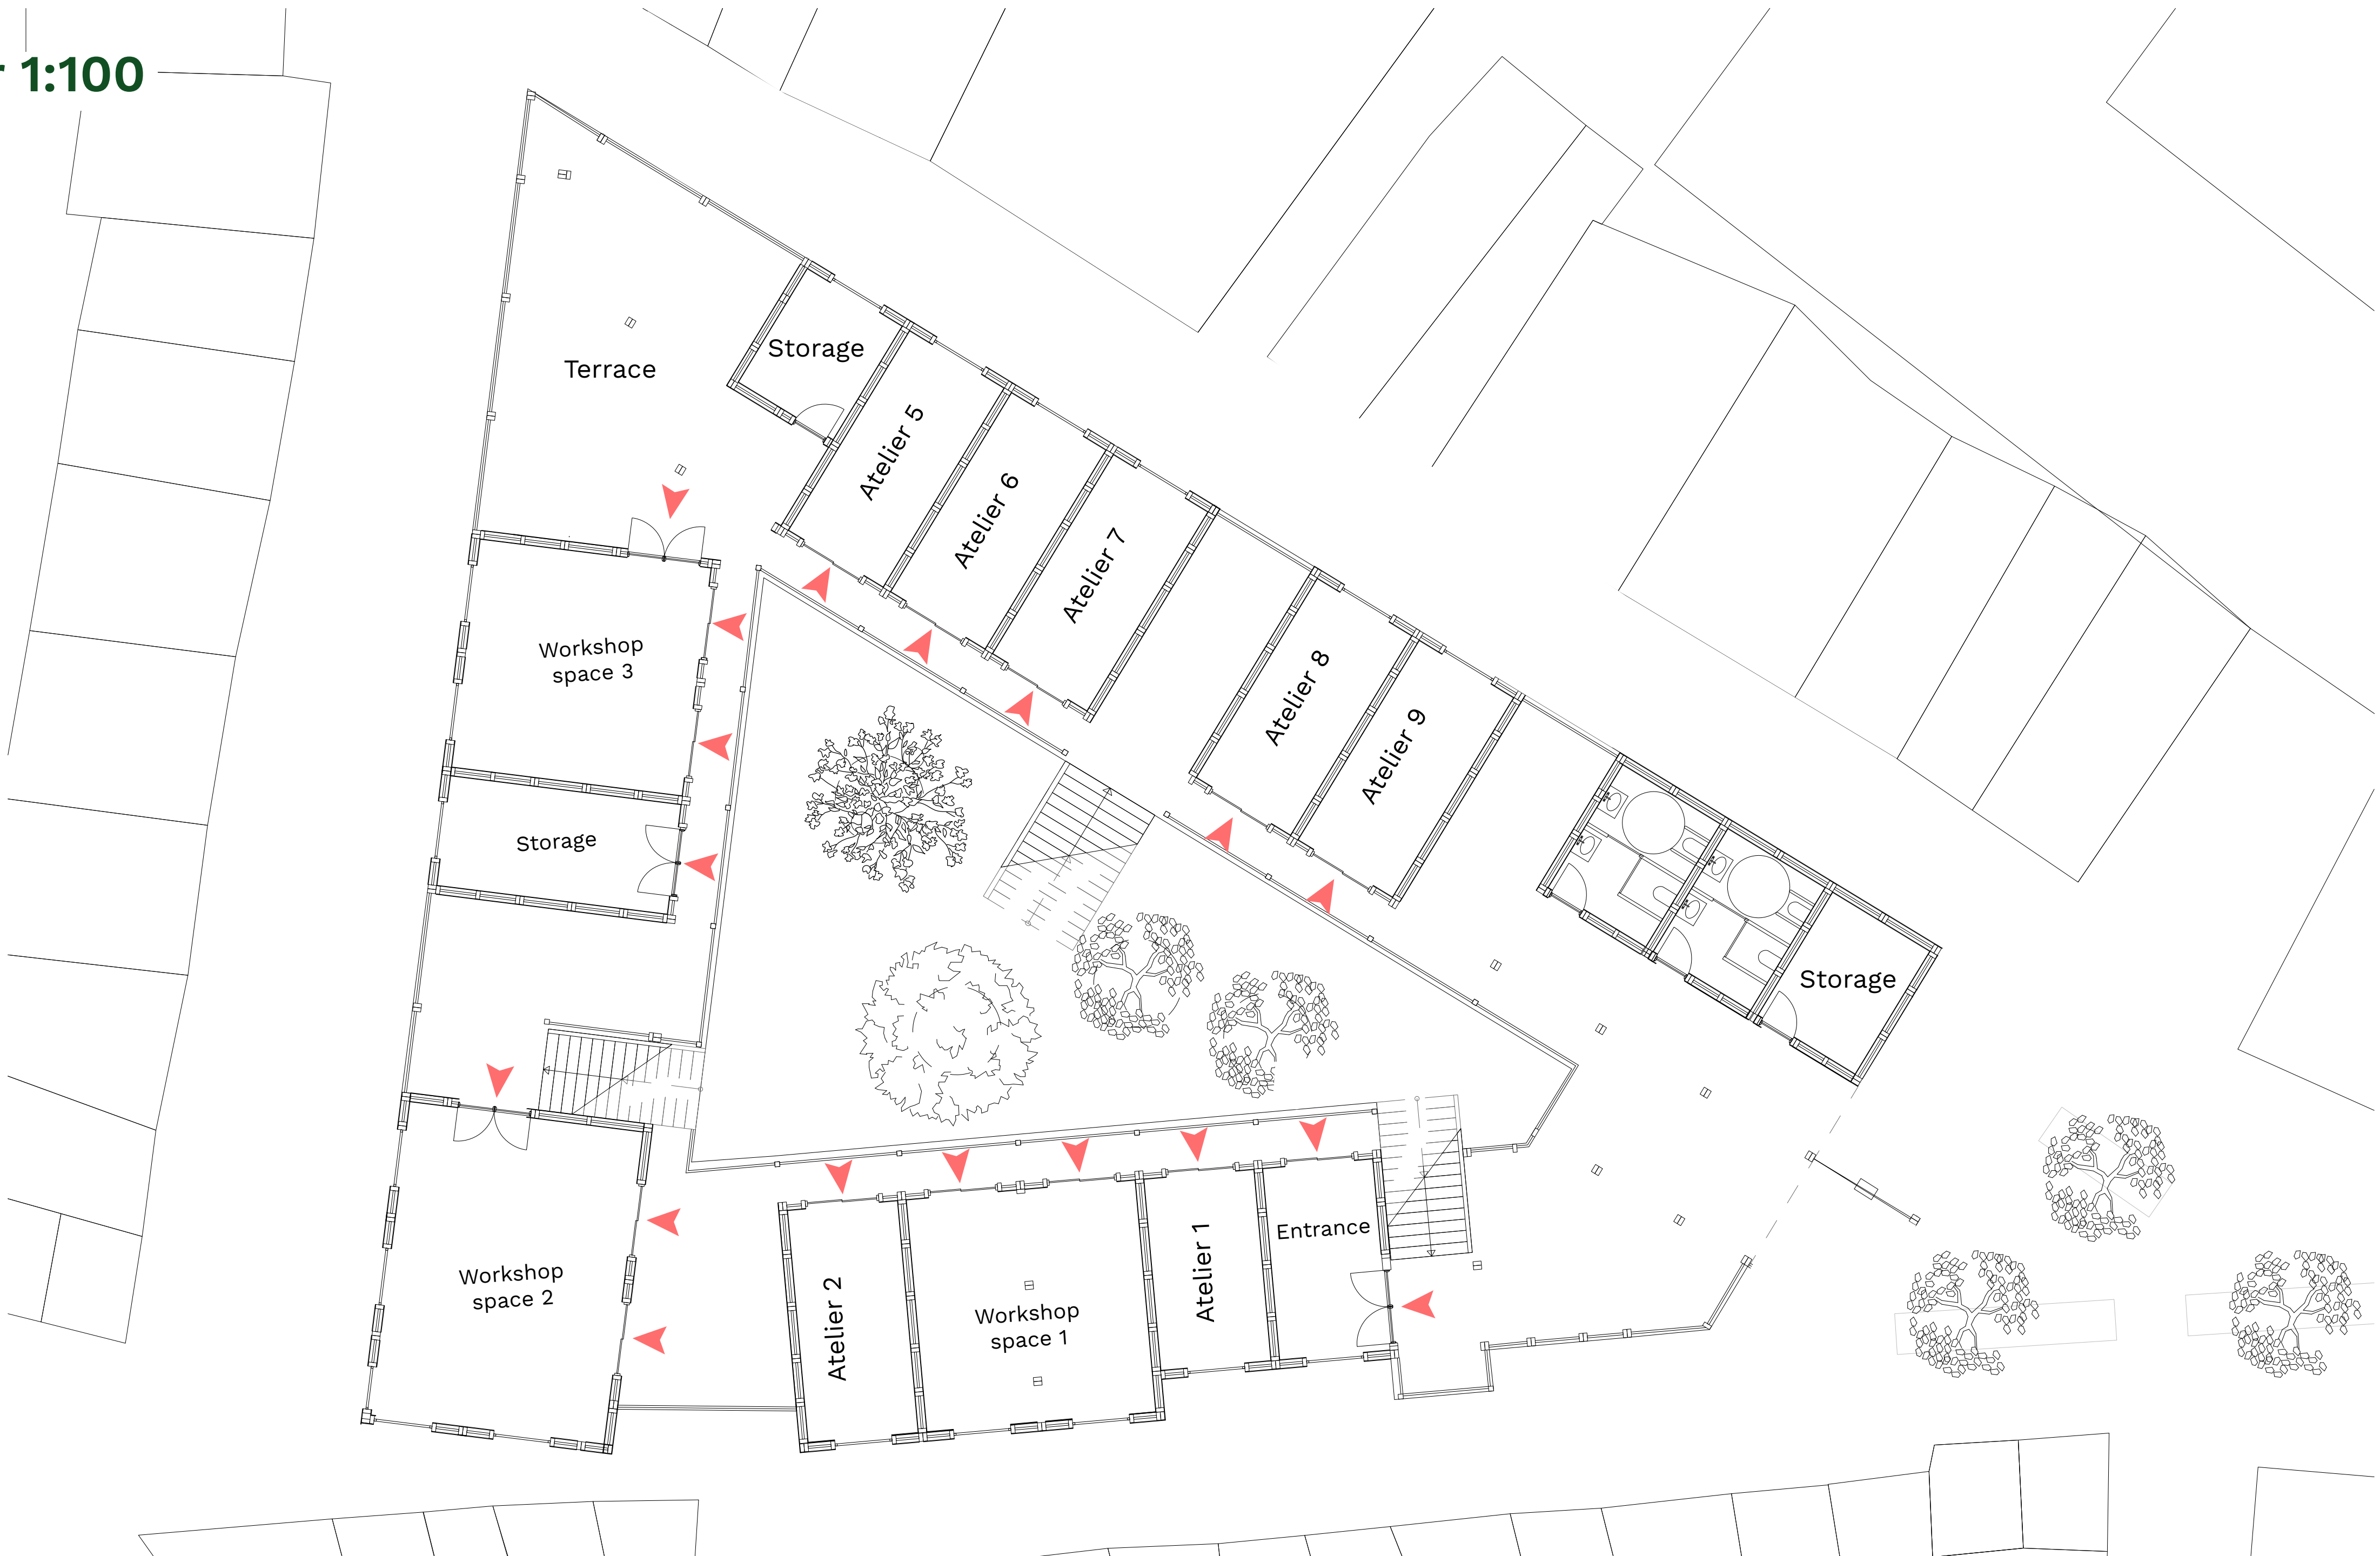 r 1:100
Storage
Terrace
Atelier 5
Atelier 6
Atelier 7
Workshop
space 3
Atelier 8
Atelier 9
Storage
Storage
Entrance
Atelier 1
Workshop
space 2
Workshop
space 1
Atelier 2